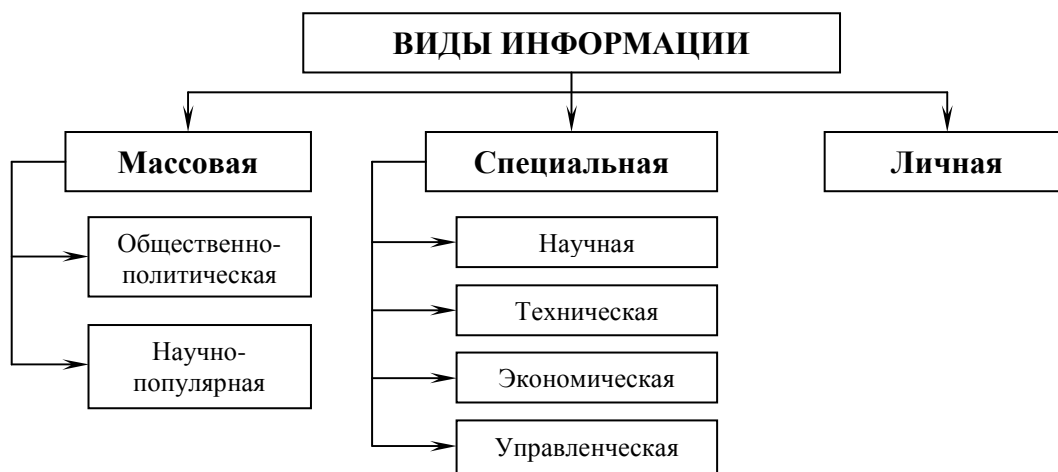 ВИДЫ ИНФОРМАЦИИ
Массовая
Общественно-
политическая
Научно-
популярная
Специальная
Научная
Техническая
Экономическая
Управленческая
Личная